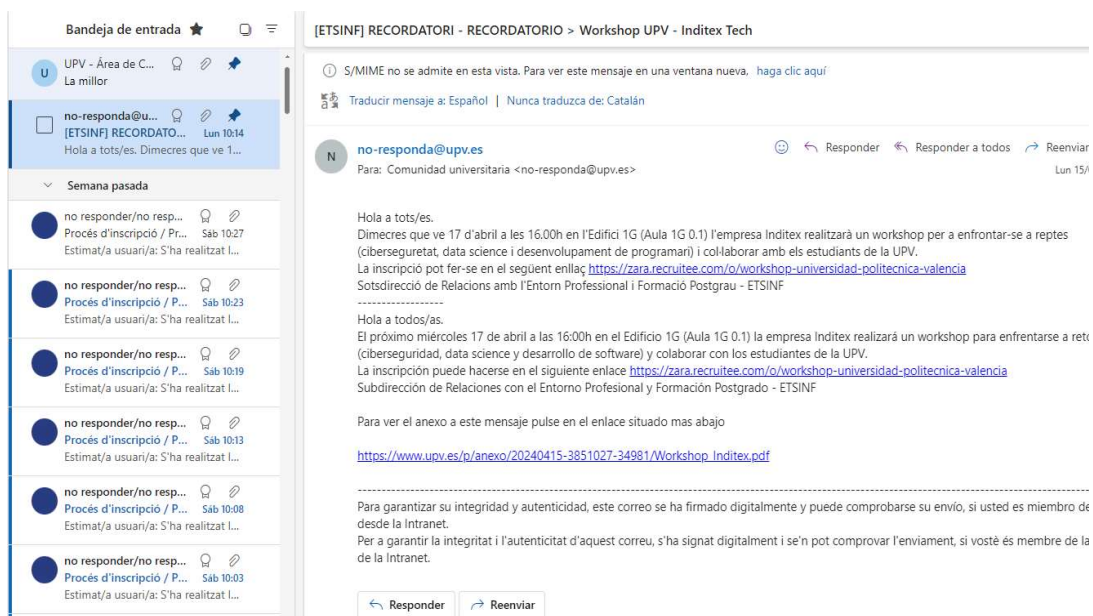 Bandeja de entrada
U
UPV - Área de C...
La millor
no-responda@u...
[ETSINF] RECORDATO... Lun 10:14
Hola a tots/es. Dimecres que ve 1...
Semana pasada
no responder/no resp...
Procés d'inscripció / Pr... Sáb 10:27
Estimat/a usuari/a: S'ha realitzat l...
no responder/no resp...
Procés d'inscripció / P... Sáb 10:23
Estimat/a usuari/a: S'ha realitzat l...
no responder/no resp...
Procés d'inscripció / P... Sáb 10:19
Estimat/a usuari/a: S'ha realitzat l...
no responder/no resp...
Procés d'inscripció / P... Sáb 10:13
Estimat/a usuari/a: S'ha realitzat l...
no responder/no resp...
Procés d'inscripció / P... Sáb 10:08
Estimat/a usuari/a: S'ha realitzat l...
no responder/no resp...
Procés d'inscripció / P... Sáb 10:03
Estimat/a usuari/a: S'ha realitzat l...
[ETSINF] RECORDATORI - RECORDATORIO > Workshop UPV - Inditex Tech
S/MIME no se admite en esta vista. Para ver este mensaje en una ventana nueva, haga clic aquí
Traducir mensaje a: Español | Nunca traduzca de: Catalán
N
no-responda@upv.es
Responder Responder a todos Reenviar
Para: Comunidad universitaria <no-responda@upv.es>
Lun 15/
Hola a tots/es.
Dimecres que ve 17 d'abril a les 16.00h en l'Edifici 1G (Aula 1G 0.1) l'empresa Inditex realitzarà un workshop per a enfrontar-se a reptes
(ciberseguretat, data science i desenvolupament de programari) i col·laborar amb els estudiants de la UPV.
La inscripció pot fer-se en el següent enllaç https://zara.recruitee.com/o/workshop-universidad-politecnica-valencia
Sotsdirecció de Relacions amb l'Entorn Professional i Formació Postgrau - ETSINF
------------------
Hola a todos/as.
El próximo miércoles 17 de abril a las 16:00h en el Edificio 1G (Aula 1G 0.1) la empresa Inditex realizará un workshop para enfrentarse a reto
(ciberseguridad, data science y desarrollo de software) y colaborar con los estudiantes de la UPV.
La inscripción puede hacerse en el siguiente enlace https://zara.recruitee.com/o/workshop-universidad-politecnica-valencia
Subdirección de Relaciones con el Entorno Profesional y Formación Postgrado - ETSINF
Para ver el anexo a este mensaje pulse en el enlace situado mas abajo
https://www.upv.es/p/anexo/20240415-3851027-34981/Workshop_Inditex.pdf
Para garantizar su integridad y autenticidad, este correo se ha firmado digitalmente y puede comprobarse su envío, si usted es miembro de
desde la Intranet.
Per a garantir la integritat i l'autenticitat d'aquest correu, s'ha signat digitalment i se'n pot comprovar l'enviament, si vostè és membre de la
de la Intranet.
Responder Reenviar